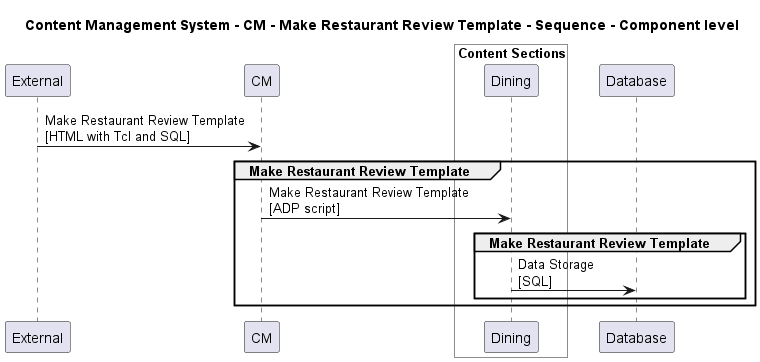 Content Management System - CM - Make Restaurant Review Template - Sequence - Component level
Content Sections
External
CM
Dining
Database
Make Restaurant Review Template
[HTML with Tcl and SQL]
Make Restaurant Review Template
Make Restaurant Review Template
[ADP script]
Make Restaurant Review Template
Data Storage
[SQL]
External
CM
Dining
Database